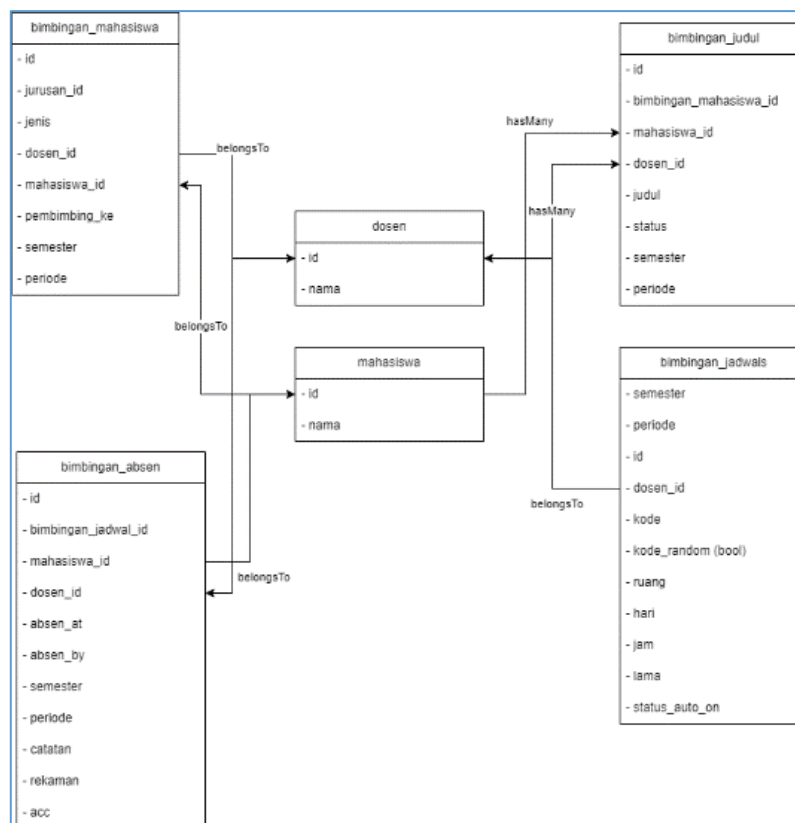 bimbingan_mahasiswa
- id
- jurusan_id
- jenis
- dosen_id
- mahasiswa_id
- pembimbing_ke
- semester
- periode
belongsTo
belongsTo
dosen
- id
- nama
mahasiswa
- id
- nama
hasMany
hasMany
bimbingan_judul
- id
- bimbingan_mahasiswa_id
- mahasiswa_id
- dosen_id
- judul
- status
- semester
- periode
bimbingan_absen
- id
- bimbingan_jadwal_id
- mahasiswa_id
- dosen_id
- absen_at
- absen_by
- semester
- periode
- catatan
- rekaman
- acc
belongsTo
belongsTo
bimbingan_jadwals
- semester
- periode
- id
- dosen_id
- kode
- kode_random (bool)
- ruang
- hari
- jam
- lama
- status_auto_on